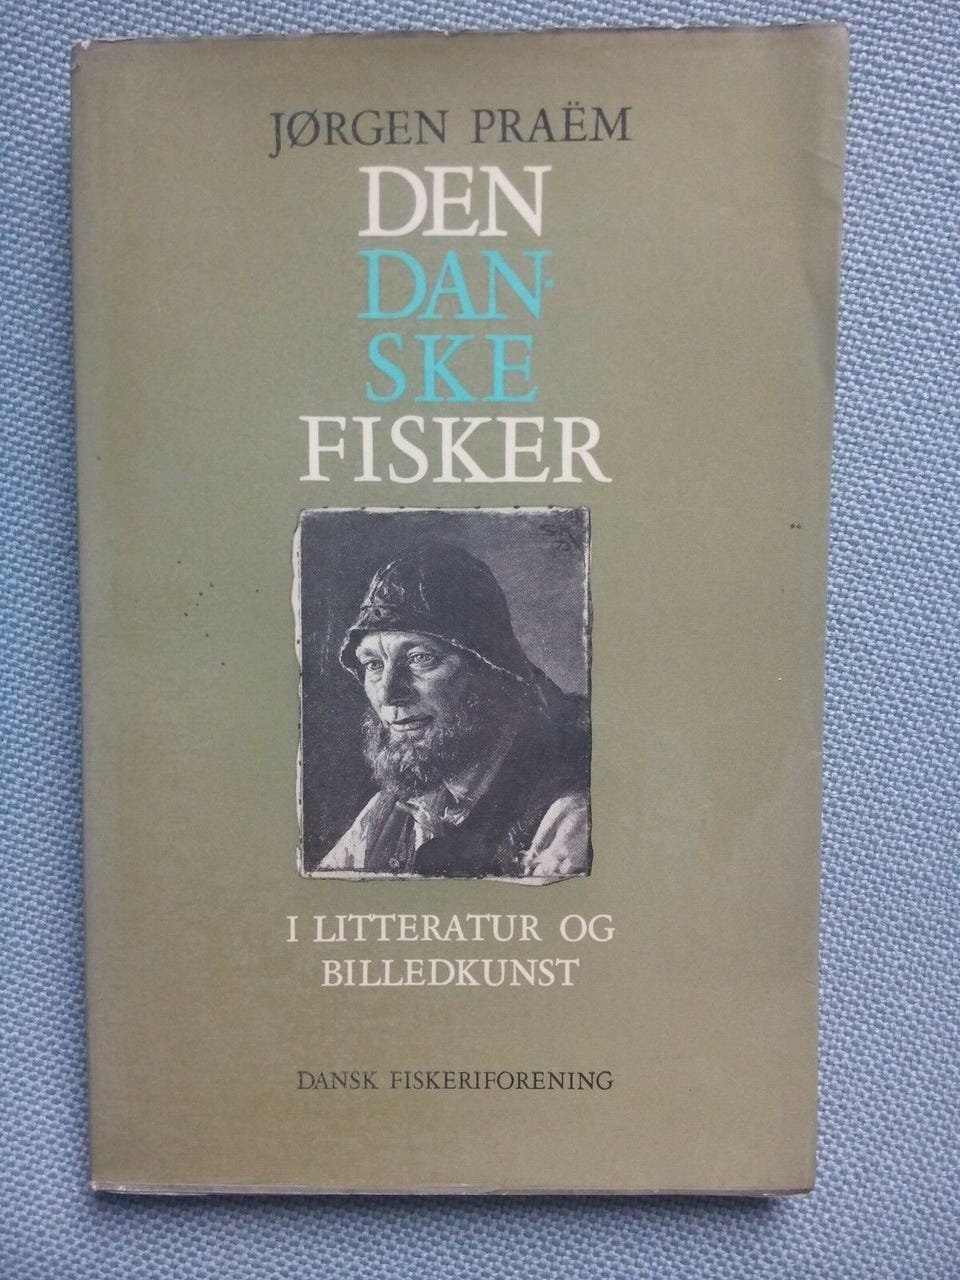 JØRGEN PRAËM
DEN
DAN-
SKE
FISKER
I LITTERATUR OG
BILLEDKUNST
DANSK FISKERIFORENING